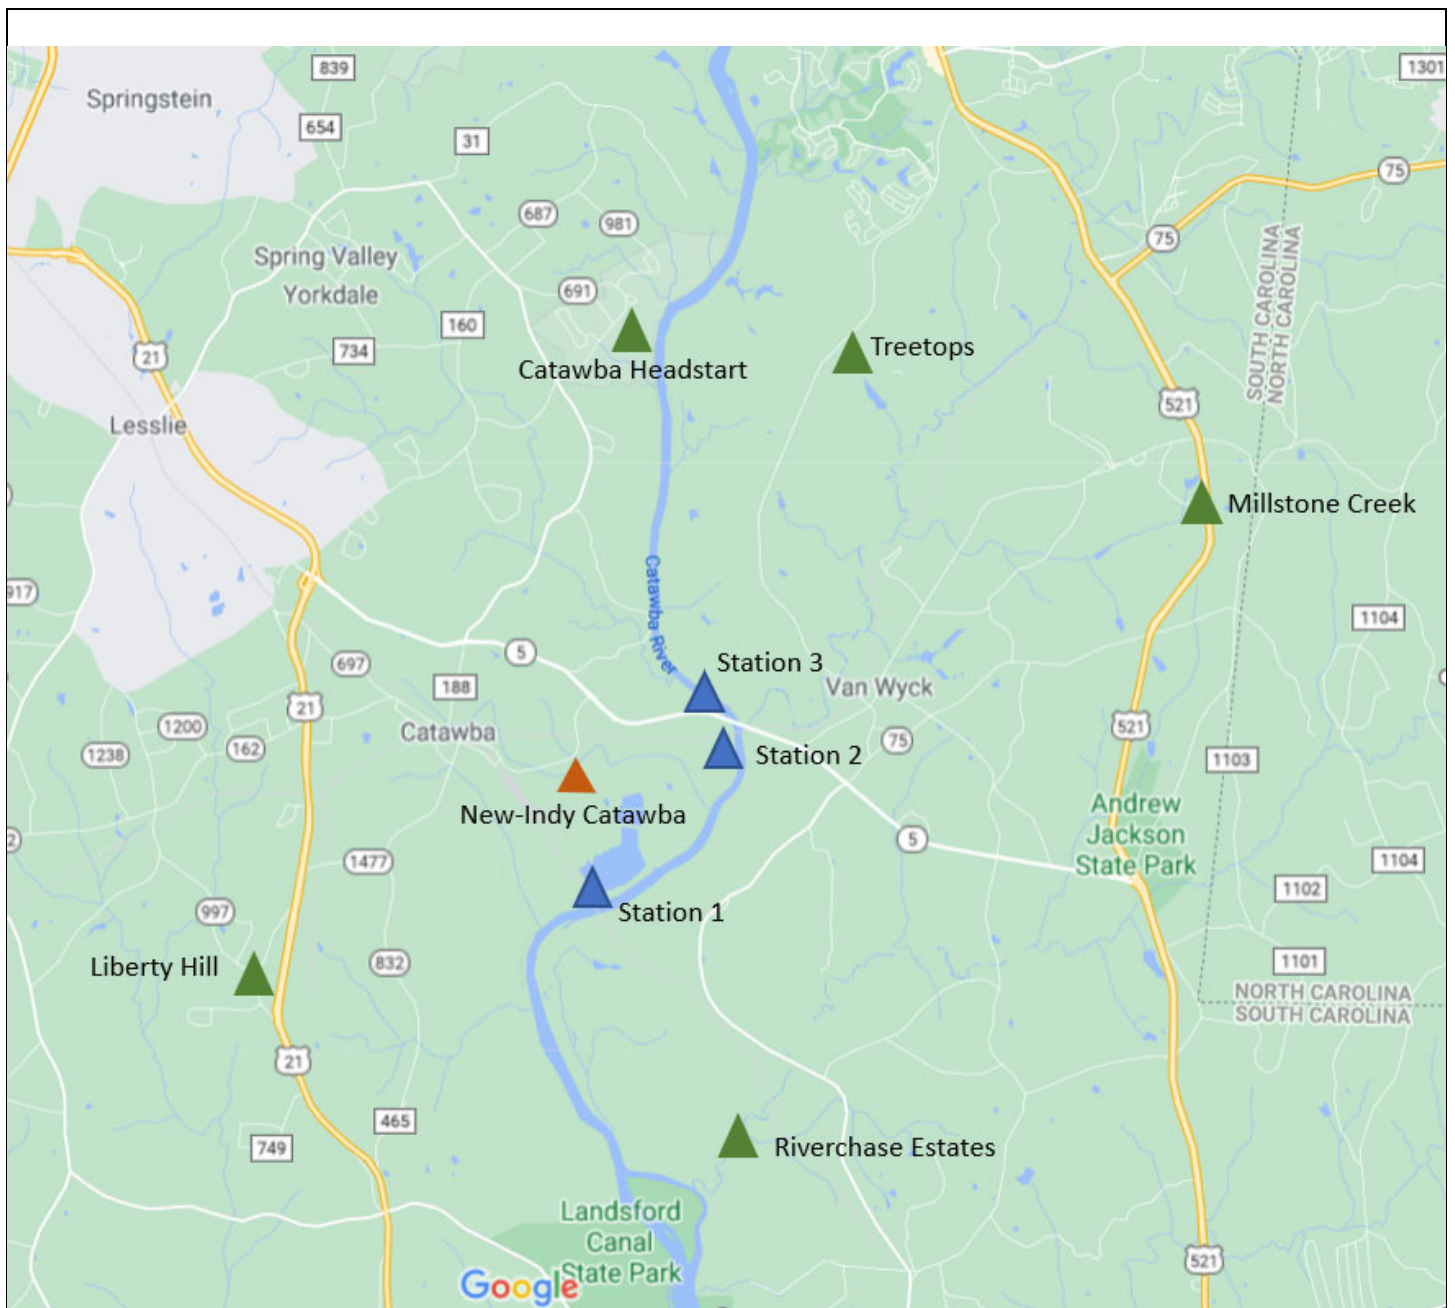 839
1301
Springstein
654
31
75
687
981
75
Spring Valley
Yorkdale
691
SOUTH CAROLINA
NORTH CAROLINA
160
734
21
Treetops
Catawba Headstart
521
Lesslie
Millstone Creek
917
Catawba River
1104
5
697
Station 3
188
Van Wyck
21
1200
1238
162
Catawba
75
521
Station 2
1103
New-Indy Catawba
Andrew
Jackson
State Park
2
5
1477
1104
1102
997
Station 1
Liberty Hill
832
1101
NORTH CAROLINA
SOUTH CAROLINA
21
465
749
Riverchase Estates
Landsford
Canal
State Park
Google
521